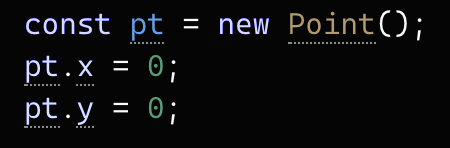 const pt = new Point();
pt.x = 0;
pt.y = 0;